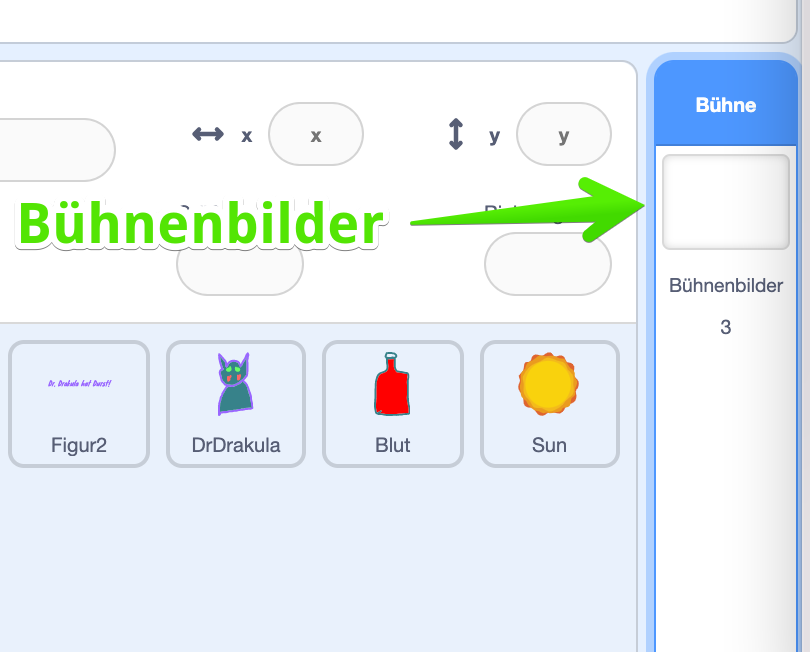 Bühne
x x y y
Bühnenbilder
Bühnenbilder
3
Dr. Drakula hat Durst!!
Figur2 DrDrakula Blut Sun